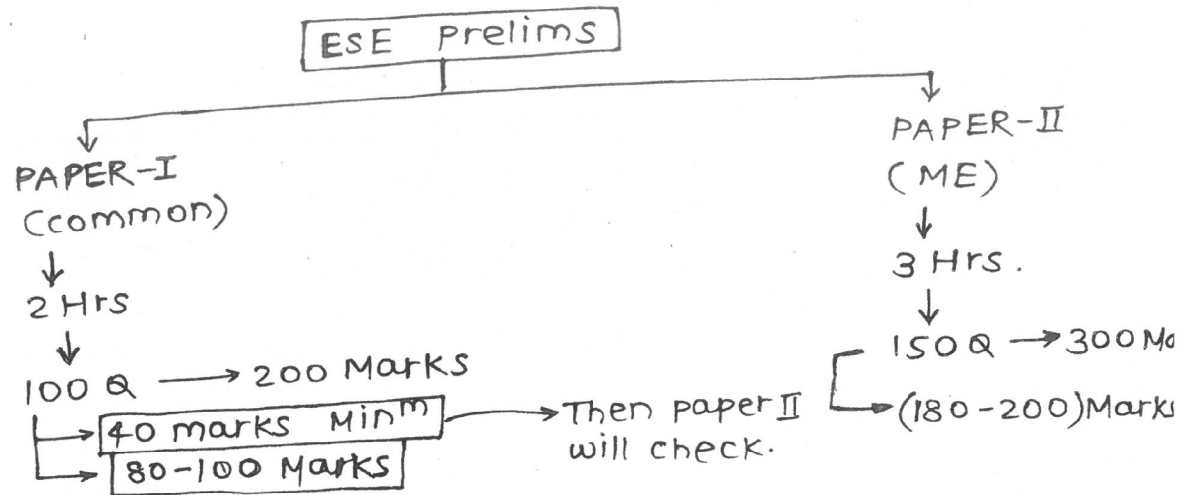 ESE Prelims
PAPER-I
(common)
2 Hrs
100 Q → 200 Marks
40 marks Minᵐ → Then paper II
will check.
80-100 Marks
PAPER-II
(ME)
3 Hrs.
150 Q → 300 Ma
(180-200) Marks